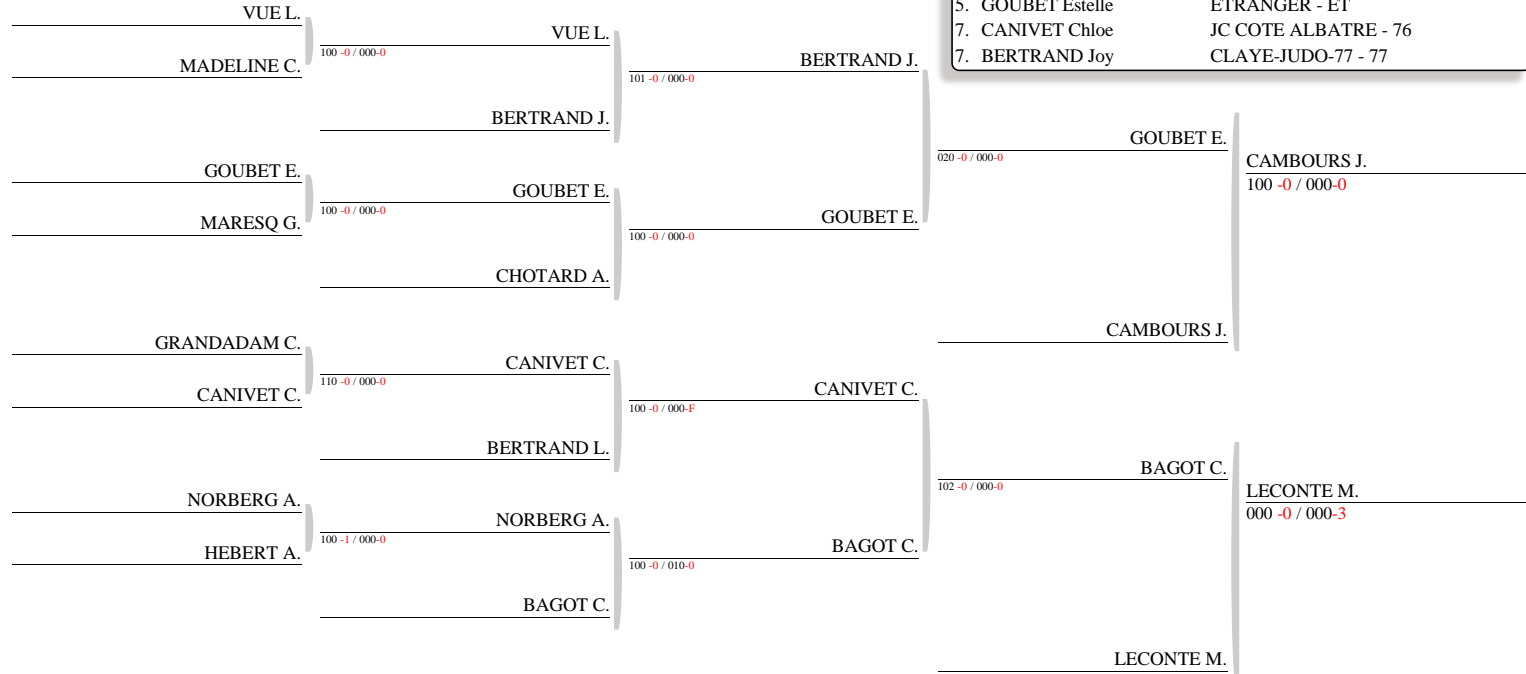 VUE L.
MADELINE C.
GOUBET E.
MARESQ G.
GRANDADAM C.
CANIVET C.
NORBERG A.
HEBERT A.
VUE L.
100 -0 / 000-0
BERTRAND J.
GOUBET E.
100 -0 / 000-0
CHOTARD A.
CANIVET C.
110 -0 / 000-0
BERTRAND L.
NORBERG A.
100 -1 / 000-0
BAGOT C.
BERTRAND J.
101 -0 / 000-0
GOUBET E.
100 -0 / 000-0
CANIVET C.
100 -0 / 000-F
BAGOT C.
100 -0 / 010-0
5. GOUBET Estelle ETRANGER - ET
7. CANIVET Chloe JC COTE ALBATRE - 76
7. BERTRAND Joy CLAYE-JUDO-77 - 77
GOUBET E.
020 -0 / 000-0
CAMBOURS J.
BAGOT C.
102 -0 / 000-0
LECONTE M.
CAMBOURS J.
100 -0 / 000-0
LECONTE M.
000 -0 / 000-3